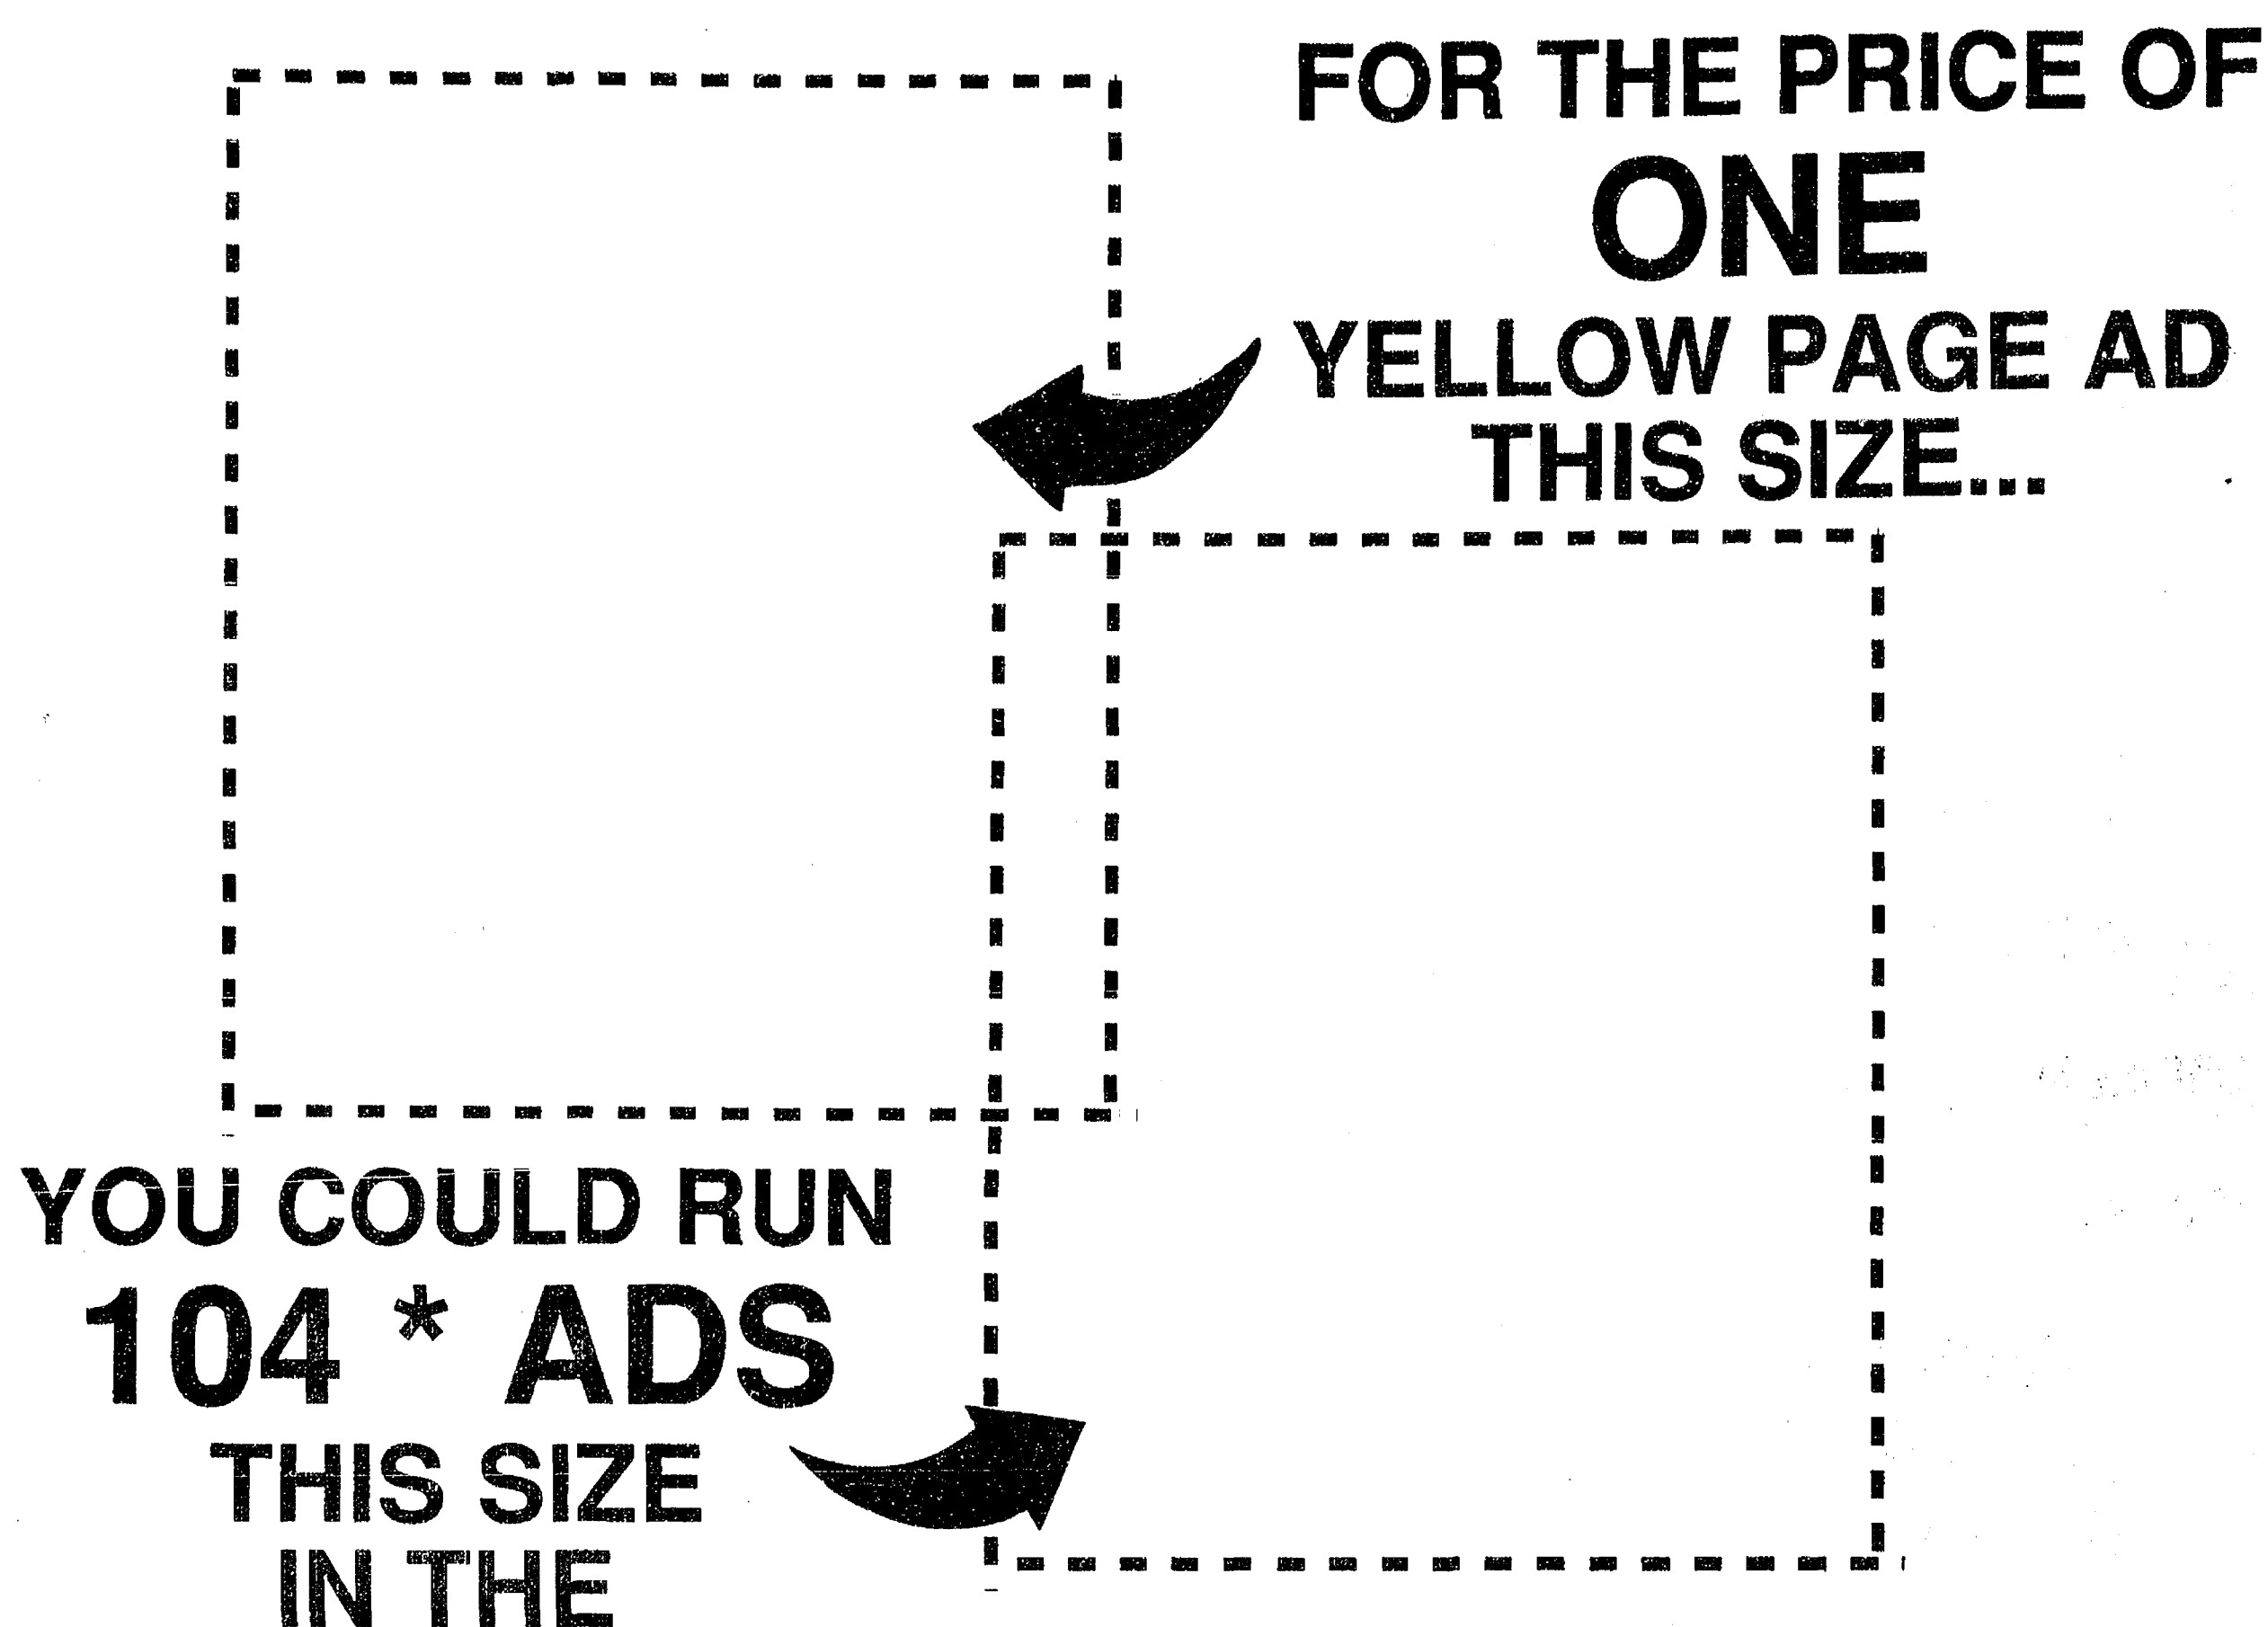 FOR THE PRICE OF
ONE
YELLOW PAGE AD
THIS SIZE...
YOU COULD RUN
104 * ADS
THIS SIZE
IN THE